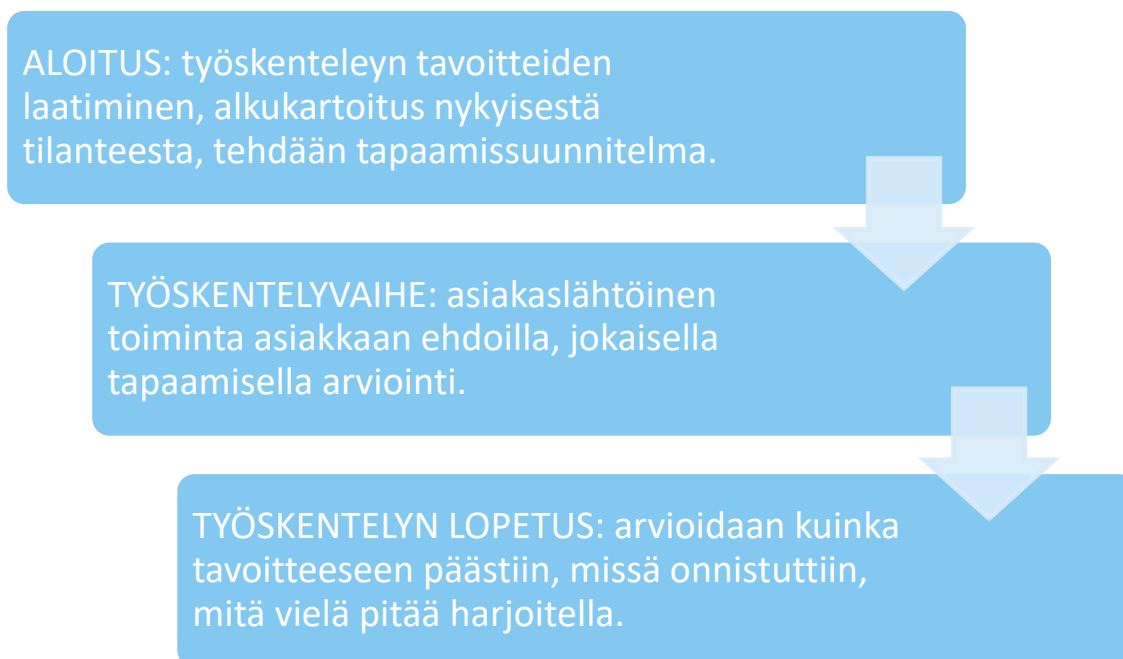 ALOITUS: työskenteleyn tavoitteiden
laatiminen, alkukartoitus nykyisestä
tilanteesta, tehdään tapaamissuunnitelma.
TYÖSKENTELYVAIHE: asiakaslähtöinen
toiminta asiakkaan ehdoilla, jokaisella
tapaamisella arviointi.
TYÖSKENTELYN LOPETUS: arvioidaan kuinka
tavoitteeseen päästiin, missä onnistuttiin,
mitä vielä pitää harjoitella.